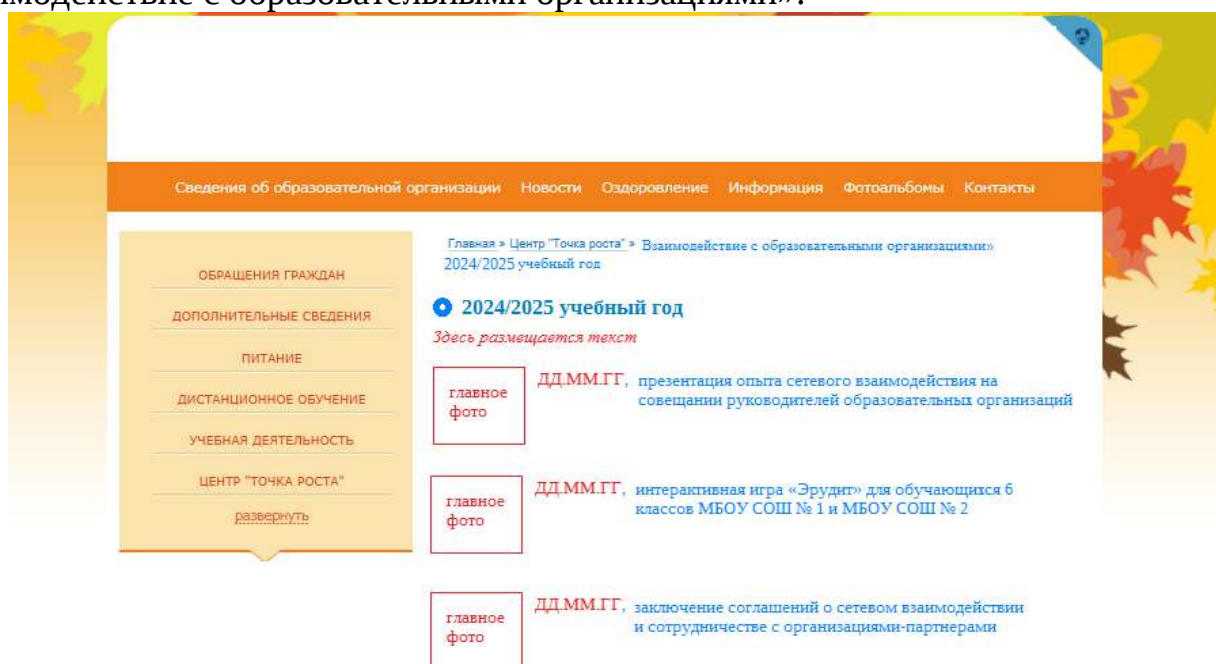 имодействие с образовательными организациями».
Сведения об образовательной организации Новости Оздоровление Информация Фотоальбомы Контакты
ОБРАЩЕНИЯ ГРАЖДАН
ДОПОЛНИТЕЛЬНЫЕ СВЕДЕНИЯ
ПИТАНИЕ
ДИСТАНЦИОННОЕ ОБУЧЕНИЕ
УЧЕБНАЯ ДЕЯТЕЛЬНОСТЬ
ЦЕНТР "ТОЧКА РОСТА"
развернуть
Главная » Центр "Точка роста" » Взаимодействие с образовательными организациями»
2024/2025 учебный год
2024/2025 учебный год
Здесь размещается текст
главное
фото
ДД.ММ.ГГ, презентация опыта сетевого взаимодействия на
совещании руководителей образовательных организаций
главное
фото
ДД.ММ.ГГ, интерактивная игра «Эрудит» для обучающихся 6
классов МБОУ СОШ № 1 и МБОУ СОШ № 2
главное
фото
ДД.ММ.ГГ, заключение соглашений о сетевом взаимодействии
и сотрудничестве с организациями-партнерами